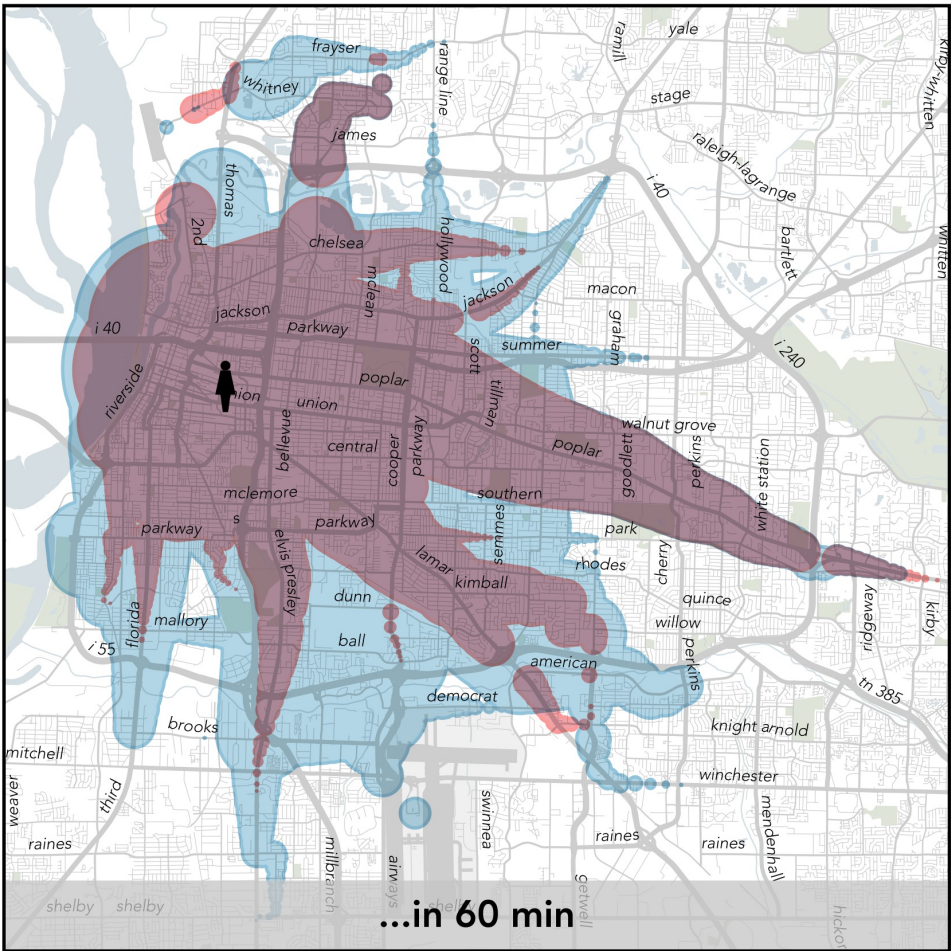 yale
ramill
frayser
range line
kirby-whitten
whitney
stage
james
raleigh-lagrange
thomas
i 40
2nd
hollywood
bartlett
whitten
chelsea
mclean
jackson
macon
jackson
i 40
parkway
graham
summer
scott
i 240
riverside
poplar
tillman
union
walnut grove
bellevue
central
cooper
parkway
poplar
goodlett
perkins
white station
mclemore
southern
s
parkway
parkway
semmes
park
elvis presley
lamar
kimball
rhodes
cherry
florida
dunn
quince
ridgeway
kirby
mallory
willow
ball
i 55
american
perkins
democrat
tn 385
brooks
knight arnold
mitchell
winchester
weaver
third
swinnea
mendenhall
raines
millbranch
airways
raines
raines
getwell
shelby
shelby
shelby
...in 60 min